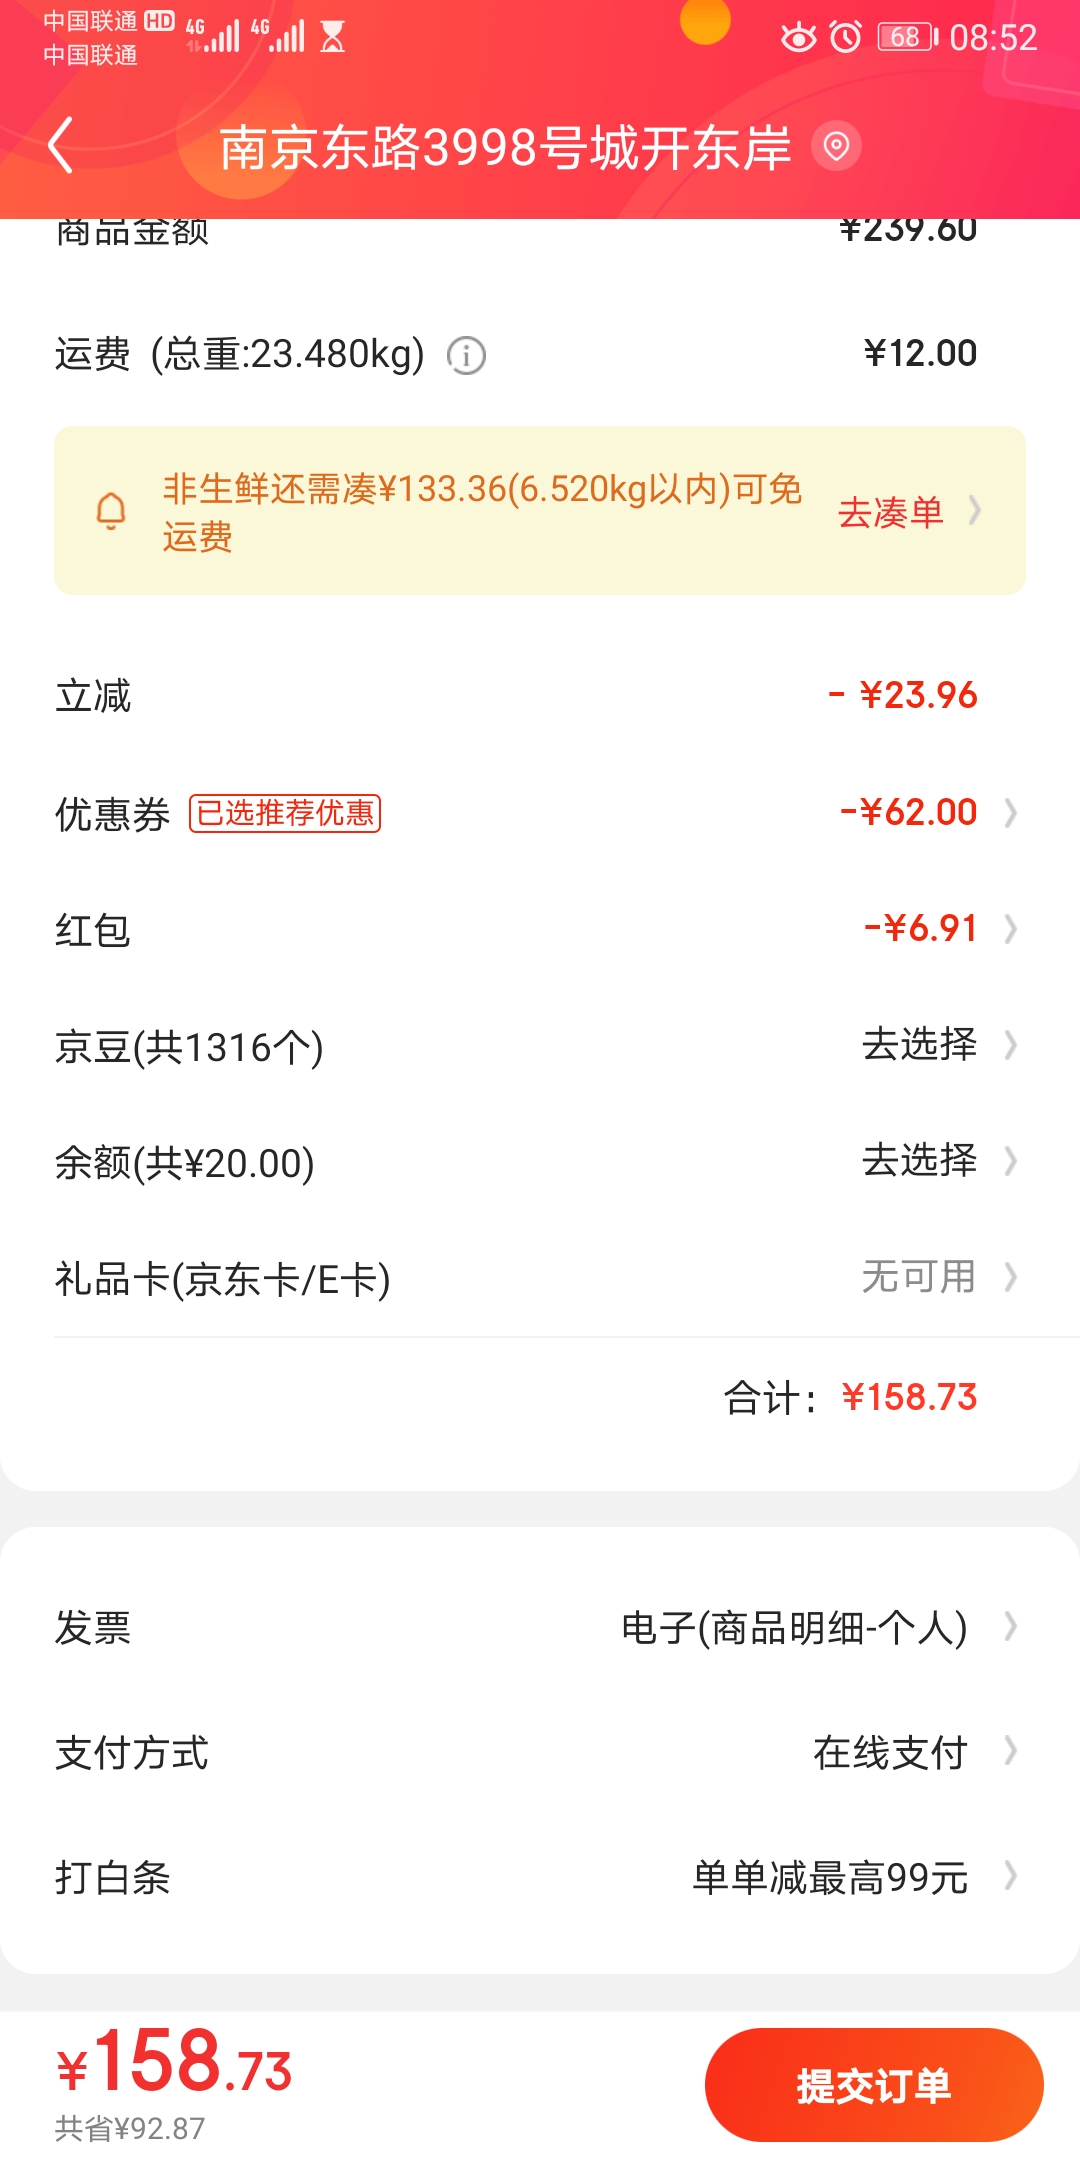 中国联通 HD 4G 4G 68 08:52
中国联通
南京东路3998号城开东岸
商品金额 ¥239.60
运费 (总重:23.480kg) ¥12.00
非生鲜还需凑¥133.36(6.520kg以内)可免
运费
去凑单
立减 - ¥23.96
优惠券 已选推荐优惠 -¥62.00
红包 -¥6.91
京豆(共1316个) 去选择
余额(共¥20.00) 去选择
礼品卡(京东卡/E卡) 无可用
合计: ¥158.73
发票 电子(商品明细-个人)
支付方式 在线支付
打白条 单单减最高99元
¥158.73
共省¥92.87
提交订单